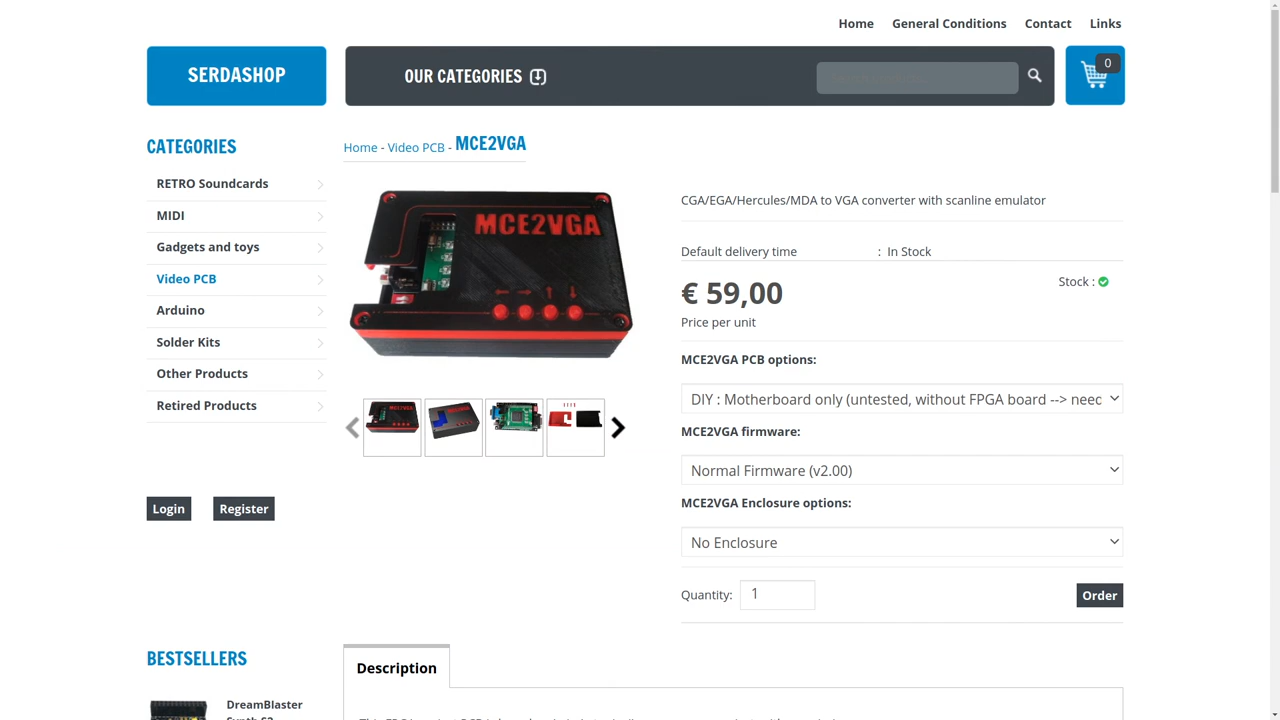 Home General Conditions Contact Links
SERDASHOP
OUR CATEGORIES
0
CATEGORIES
RETRO Soundcards
MIDI
Gadgets and toys
Video PCB
Arduino
Solder Kits
Other Products
Retired Products
Login Register
BESTSELLERS
DreamBlaster
Home - Video PCB - MCE2VGA
MCE2VGA
CGA/EGA/Hercules/MDA to VGA converter with scanline emulator
Default delivery time : In Stock
€ 59,00
Stock :
Price per unit
MCE2VGA PCB options:
DIY : Motherboard only (untested, without FPGA board --> neec
MCE2VGA firmware:
Normal Firmware (v2.00)
MCE2VGA Enclosure options:
No Enclosure
Quantity: 1 Order
Description